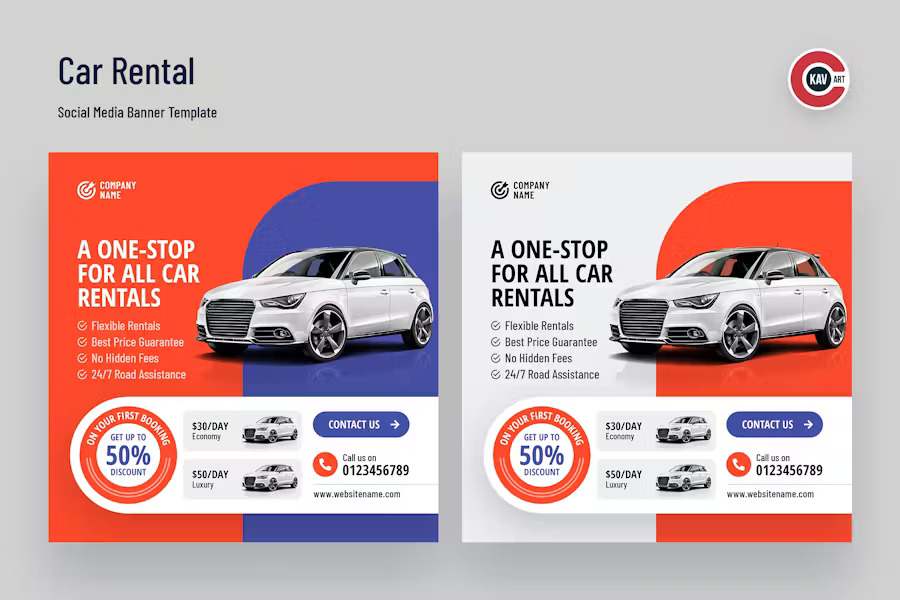 Car Rental
Social Media Banner Template
KAV ART
COMPANY
NAME
A ONE-STOP
FOR ALL CAR
RENTALS
Flexible Rentals
Best Price Guarantee
No Hidden Fees
24/7 Road Assistance
ON YOUR FIRST BOOKING
GET UP TO
50%
DISCOUNT
$30/DAY
Economy
$50/DAY
Luxury
CONTACT US
Call us on
0123456789
www.websitename.com
COMPANY
NAME
A ONE-STOP
FOR ALL CAR
RENTALS
Flexible Rentals
Best Price Guarantee
No Hidden Fees
24/7 Road Assistance
ON YOUR FIRST BOOKING
GET UP TO
50%
DISCOUNT
$30/DAY
Economy
$50/DAY
Luxury
CONTACT US
Call us on
0123456789
www.websitename.com